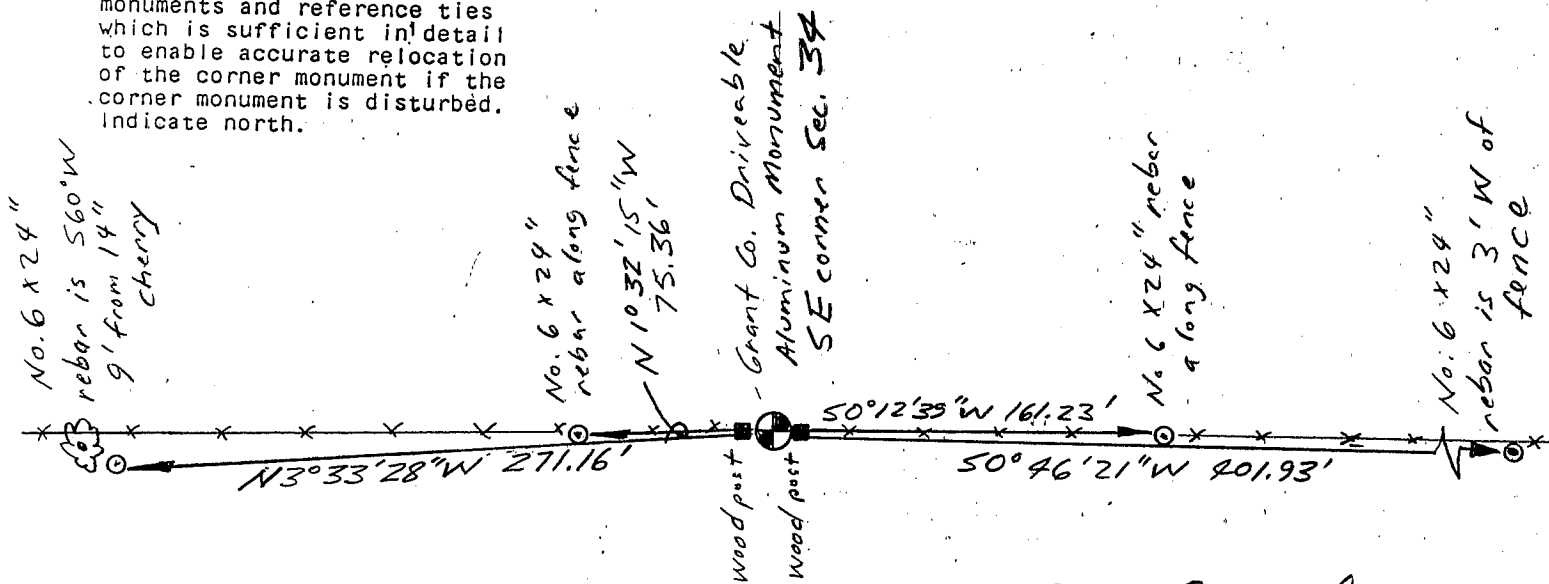 monuments and reference ties
which is sufficient in detail
to enable accurate relocation
of the corner monument if the
corner monument is disturbed.
Indicate north.
No. 6 x 24"
rebar is S60°W
9' from 14"
cherry
No. 6 x 24"
rebar along fence
N 1°32'15"W
75.36'
Grant Co. Driveable
Aluminum Monument
SE corner Sec. 34
No. 6 x 24" rebar
along fence
No. 6 x 24"
rebar is 3' W of
fence
S0°12'39"W 161.23'
N3°33'28"W 271.16'
S0°46'21"W 401.93'
wood post
wood post